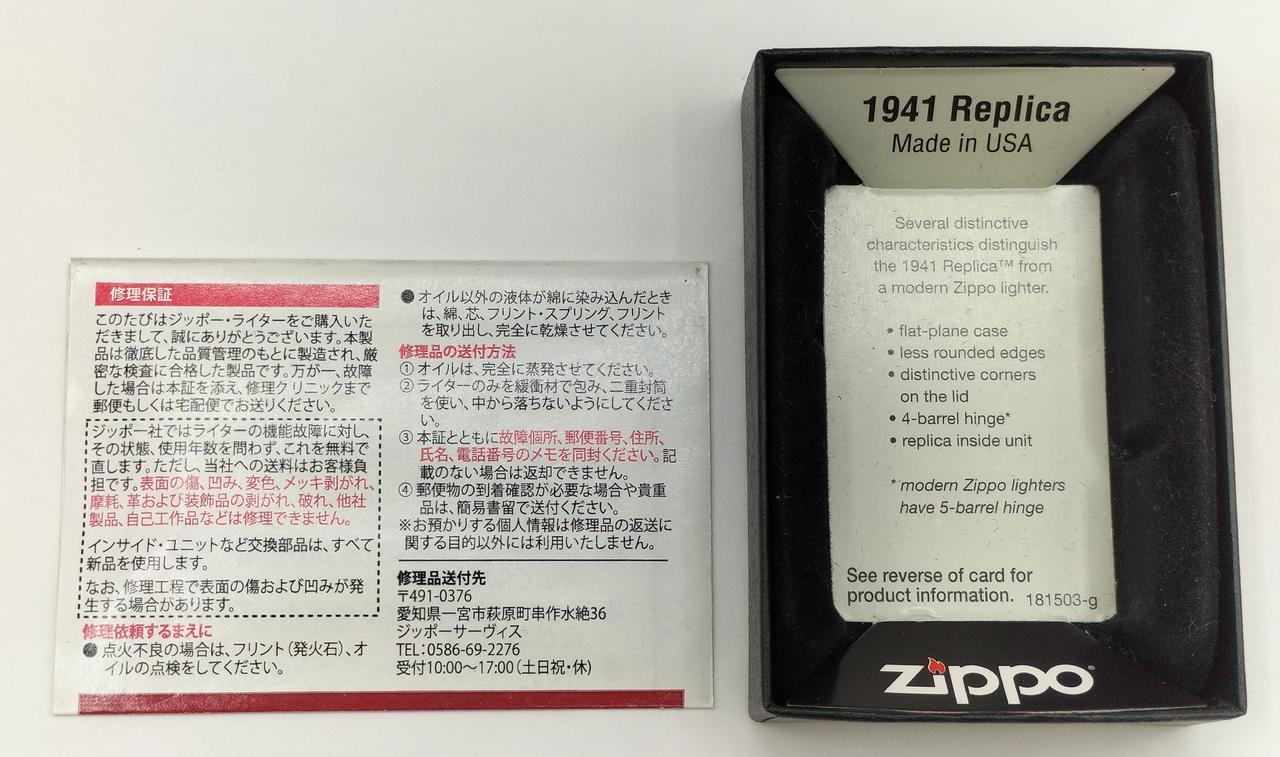 修理保証
このたびはジッポー・ライターをご購入いた
だきまして、誠にありがとうございます。本製
品は徹底した品質管理のもとに製造され、厳
密な検査に合格した製品です。万が一、故障
した場合は本証を添え、修理クリニックまで
郵便もしくは宅配便でお送りください。
ジッポー社ではライターの機能故障に対し、
その状態、使用年数を問わず、これを無料で
直します。ただし、当社への送料はお客様負
担です。表面の傷、凹み、変色、メッキ剥がれ、
摩耗、革および装飾品の剥がれ、破れ、他社
製品、自己工作品などは修理できません。
インサイド・ユニットなど交換部品は、すべて
新品を使用します。
なお、修理工程で表面の傷および凹みが発
生する場合があります。
修理依頼するまえに
● 点火不良の場合は、フリント（発火石）、オ
イルの点検をしてください。
● オイル以外の液体が綿に染み込んだとき
は、綿、芯、フリント・スプリング、フリント
を取り出し、完全に乾燥させてください。
修理品の送付方法
① オイルは、完全に蒸発させてください。
② ライターのみを緩衝材で包み、二重封筒
を使い、中から落ちないようにしてくださ
い。
③ 本証とともに故障個所、郵便番号、住所、
氏名、電話番号のメモを同封ください。記
載のない場合は返却できません。
④ 郵便物の到着確認が必要な場合や貴重
品は、簡易書留で送付ください。
※お預かりする個人情報は修理品の返送に
関する目的以外には利用いたしません。
修理品送付先
〒491-0376
愛知県一宮市萩原町串作水絶36
ジッポーサーヴィス
TEL:0586-69-2276
受付10:00～17:00（土日祝・休）
1941 Replica
Made in USA
Several distinctive
characteristics distinguish
the 1941 Replica™ from
a modern Zippo lighter.
• flat-plane case
• less rounded edges
• distinctive corners
on the lid
• 4-barrel hinge*
• replica inside unit
* modern Zippo lighters
have 5-barrel hinge
See reverse of card for
product information. 181503-g
zippo®